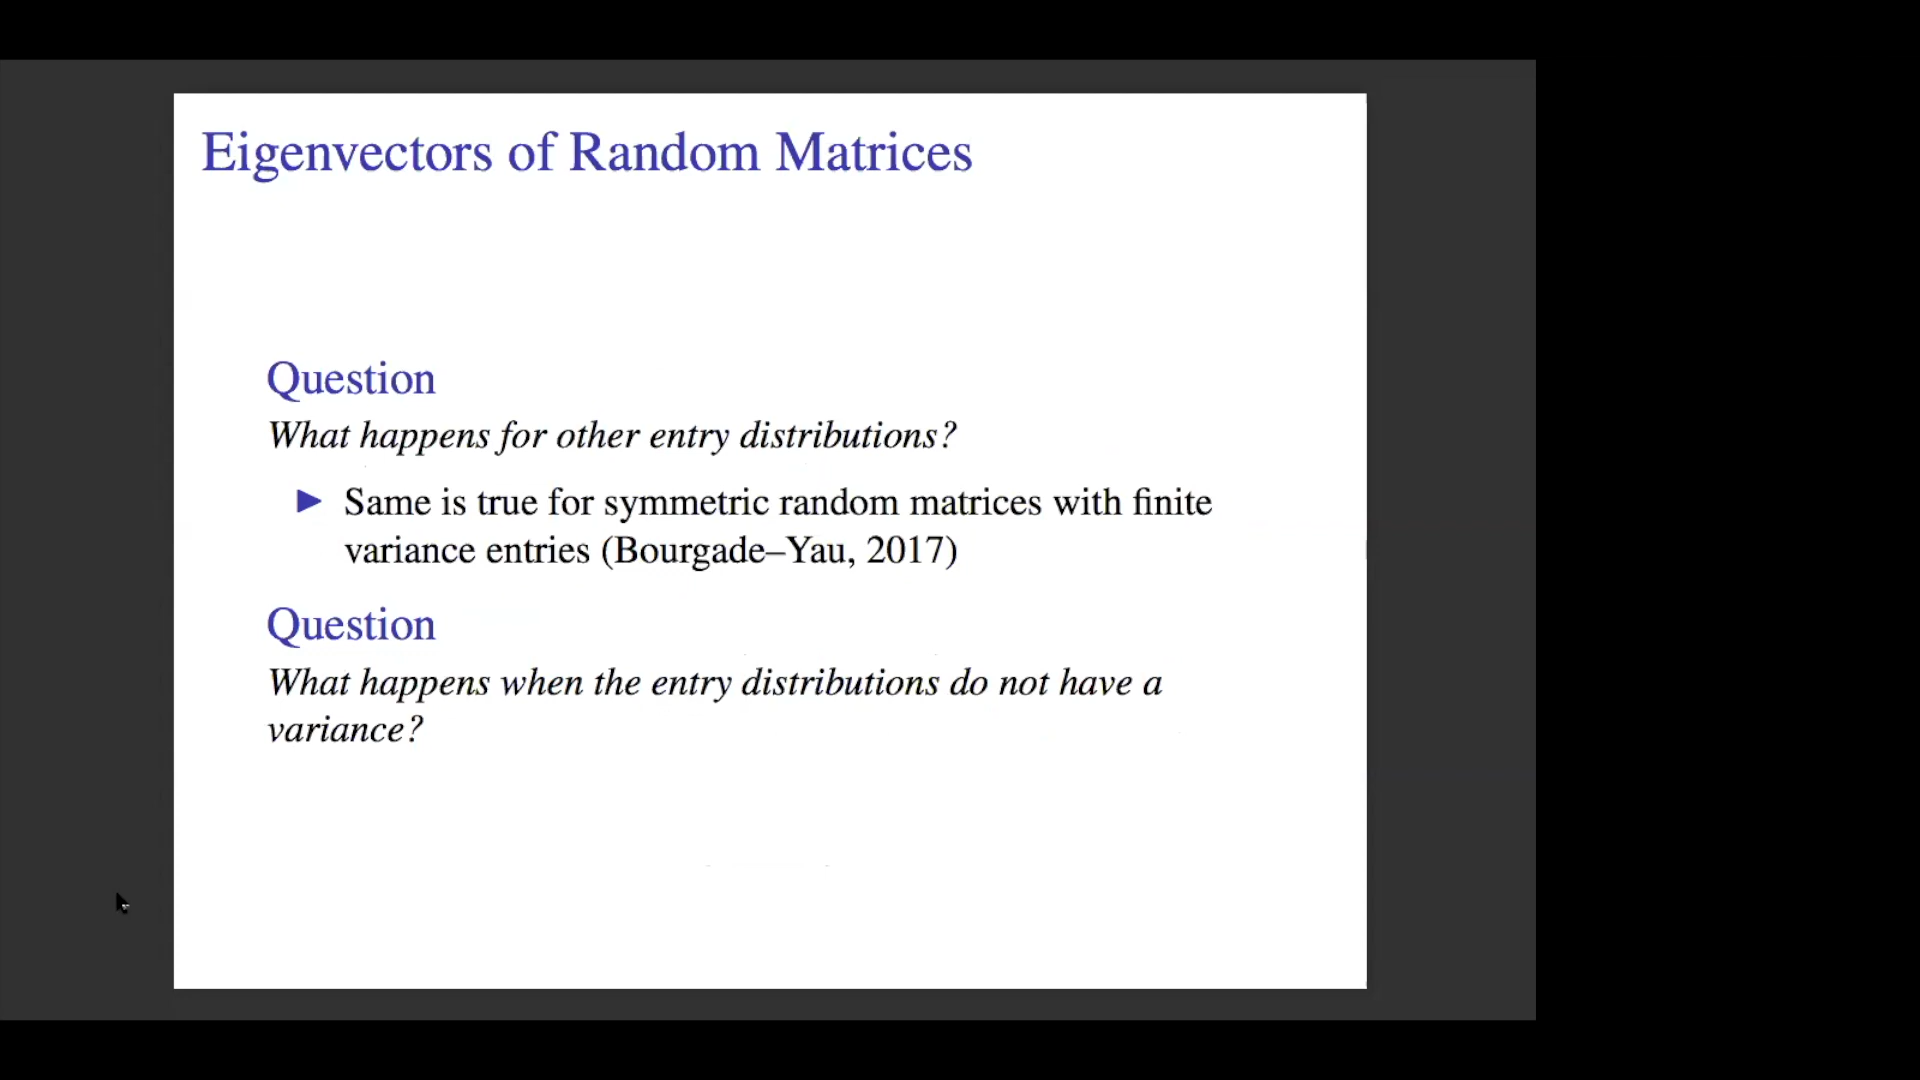 Eigenvectors of Random Matrices
Question
What happens for other entry distributions?
▶ Same is true for symmetric random matrices with finite
variance entries (Bourgade–Yau, 2017)
Question
What happens when the entry distributions do not have a
variance?